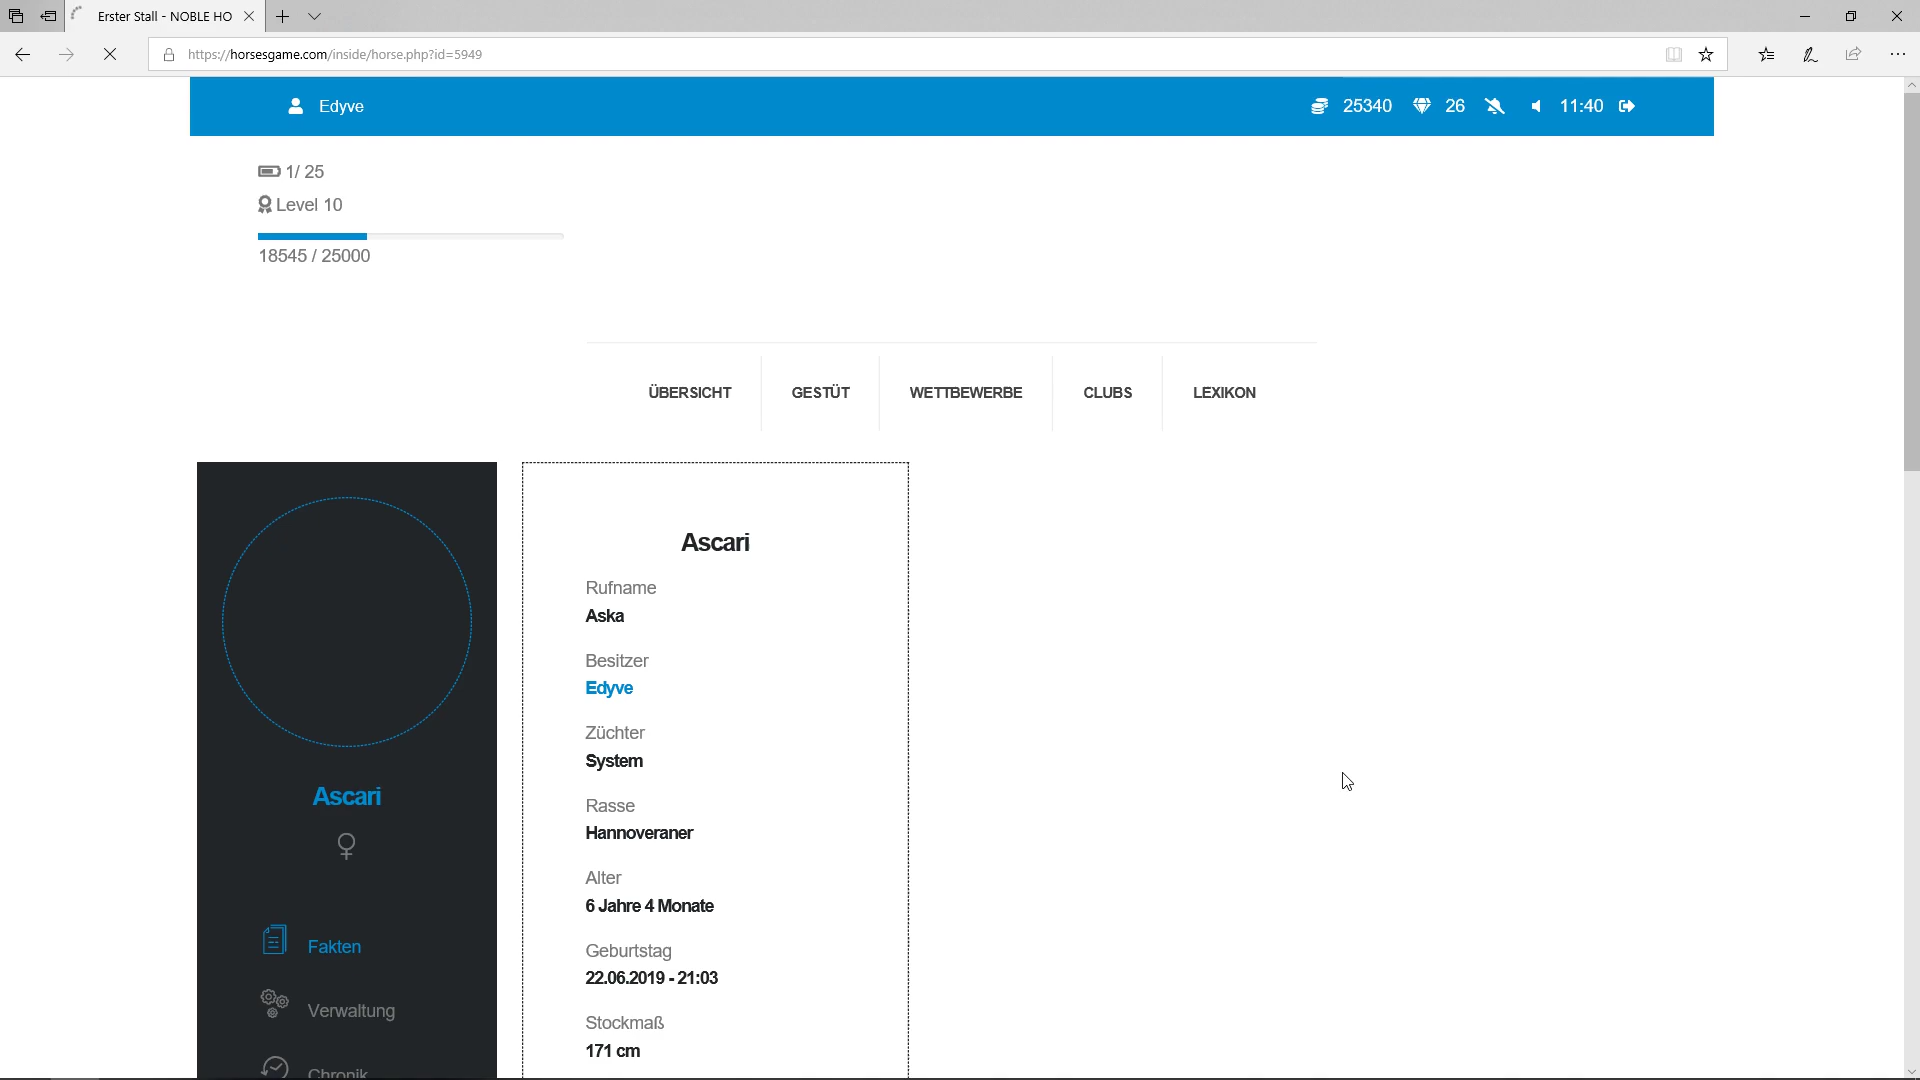 Erster Stall - NOBLE HO
https://horsesgame.com/inside/horse.php?id=5949
Edyve
25340
26
11:40
1/ 25
Level 10
18545 / 25000
ÜBERSICHT
GESTÜT
WETTBEWERBE
CLUBS
LEXIKON
Ascari
Fakten
Verwaltung
Chronik
Ascari
Rufname
Aska
Besitzer
Edyve
Züchter
System
Rasse
Hannoveraner
Alter
6 Jahre 4 Monate
Geburtstag
22.06.2019 - 21:03
Stockmaß
171 cm